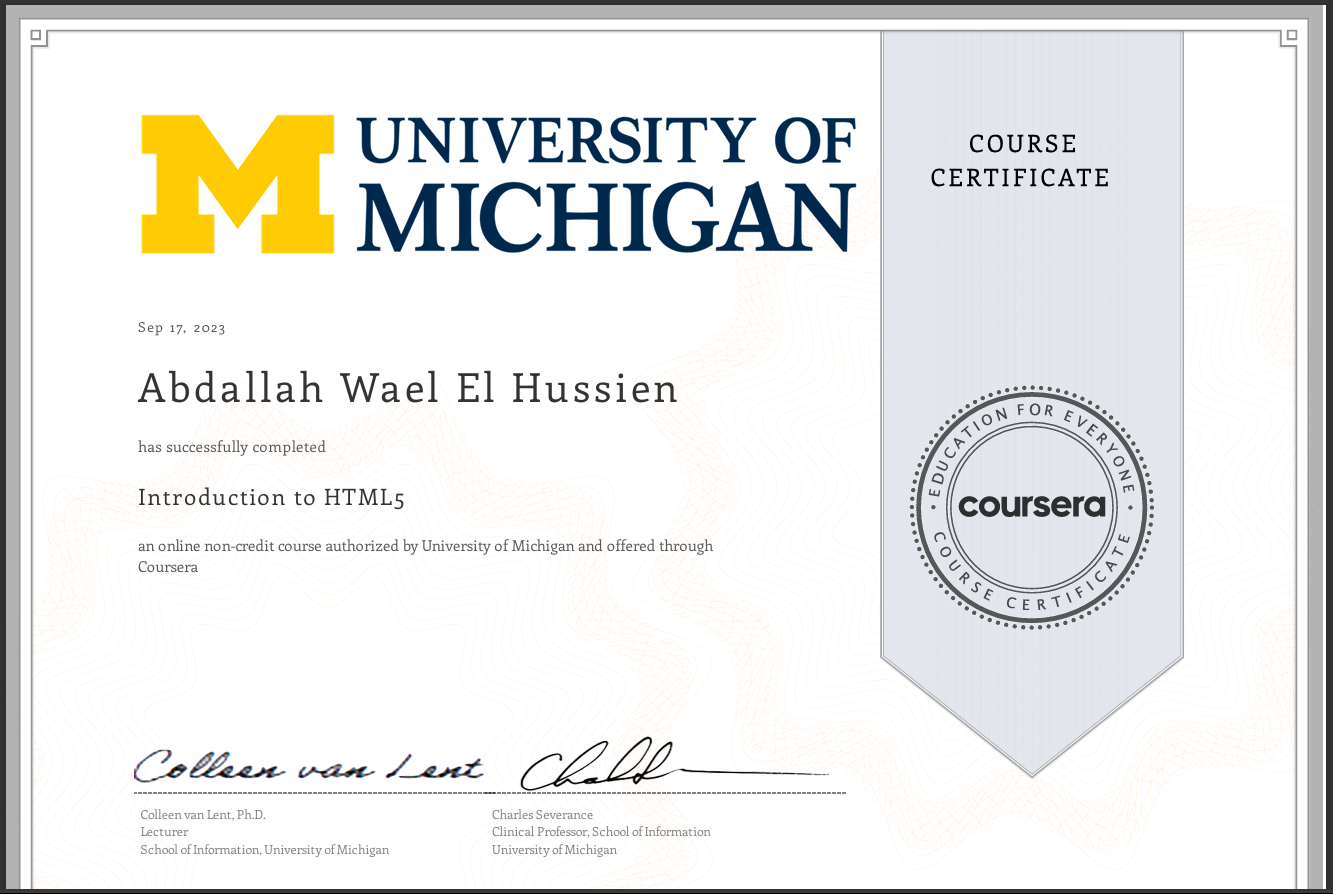 UNIVERSITY OF
MICHIGAN
COURSE
CERTIFICATE
Sep 17, 2023
Abdallah Wael El Hussien
has successfully completed
Introduction to HTML5
an online non-credit course authorized by University of Michigan and offered through
Coursera
EDUCATION FOR EVERYONE
coursera
COURSE CERTIFICATE
Colleen van Lent
Colleen van Lent, Ph.D.
Lecturer
School of Information, University of Michigan
Charles Severance
Clinical Professor, School of Information
University of Michigan